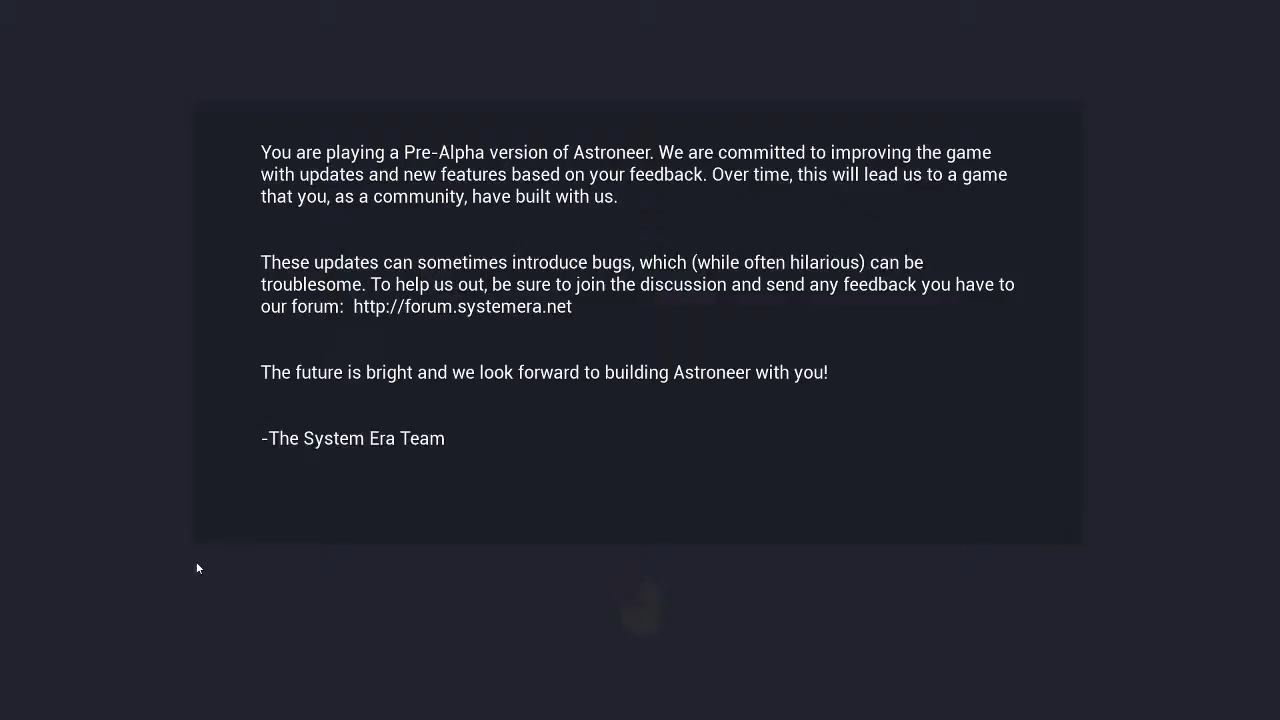 You are playing a Pre-Alpha version of Astroneer. We are committed to improving the game
with updates and new features based on your feedback. Over time, this will lead us to a game
that you, as a community, have built with us.
These updates can sometimes introduce bugs, which (while often hilarious) can be
troublesome. To help us out, be sure to join the discussion and send any feedback you have to
our forum:  http://forum.systemera.net
The future is bright and we look forward to building Astroneer with you!
-The System Era Team